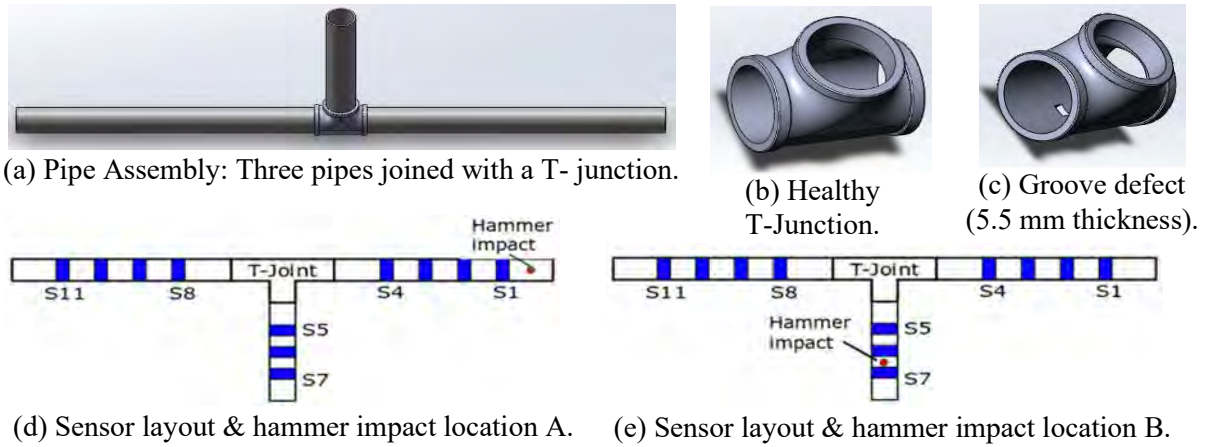 (a) Pipe Assembly: Three pipes joined with a T- junction.
(b) Healthy
T-Junction.
(c) Groove defect
(5.5 mm thickness).
Hammer
impact
T-Joint
S11
S8
S4
S1
S5
S7
(d) Sensor layout & hammer impact location A.
T-Joint
S11
S8
S4
S1
Hammer
impact
S5
S7
(e) Sensor layout & hammer impact location B.